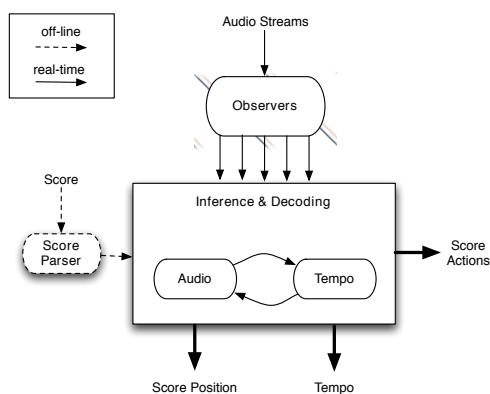 Audio Streams
off-line
real-time
Observers
Score
Inference & Decoding
Score
Parser
Audio
Tempo
Score
Actions
Score Position
Tempo